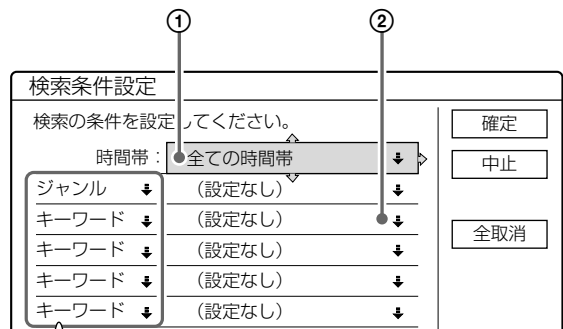 ① ②
検索条件設定
検索の条件を設定してください。
確定
時間帯： 全ての時間帯
中止
ジャンル （設定なし）
キーワード （設定なし）
全取消
キーワード （設定なし）
キーワード （設定なし）
キーワード （設定なし）